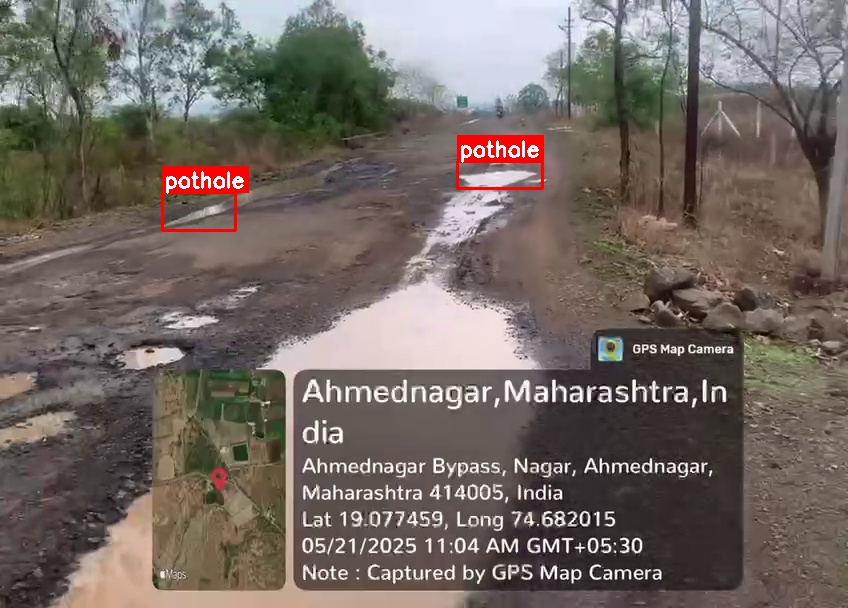 pothole
pothole
GPS Map Camera
Ahmednagar,Maharashtra,In
dia
Ahmednagar Bypass, Nagar, Ahmednagar,
Maharashtra 414005, India
Lat 19.077459, Long 74.682015
05/21/2025 11:04 AM GMT+05:30
Note : Captured by GPS Map Camera
Maps